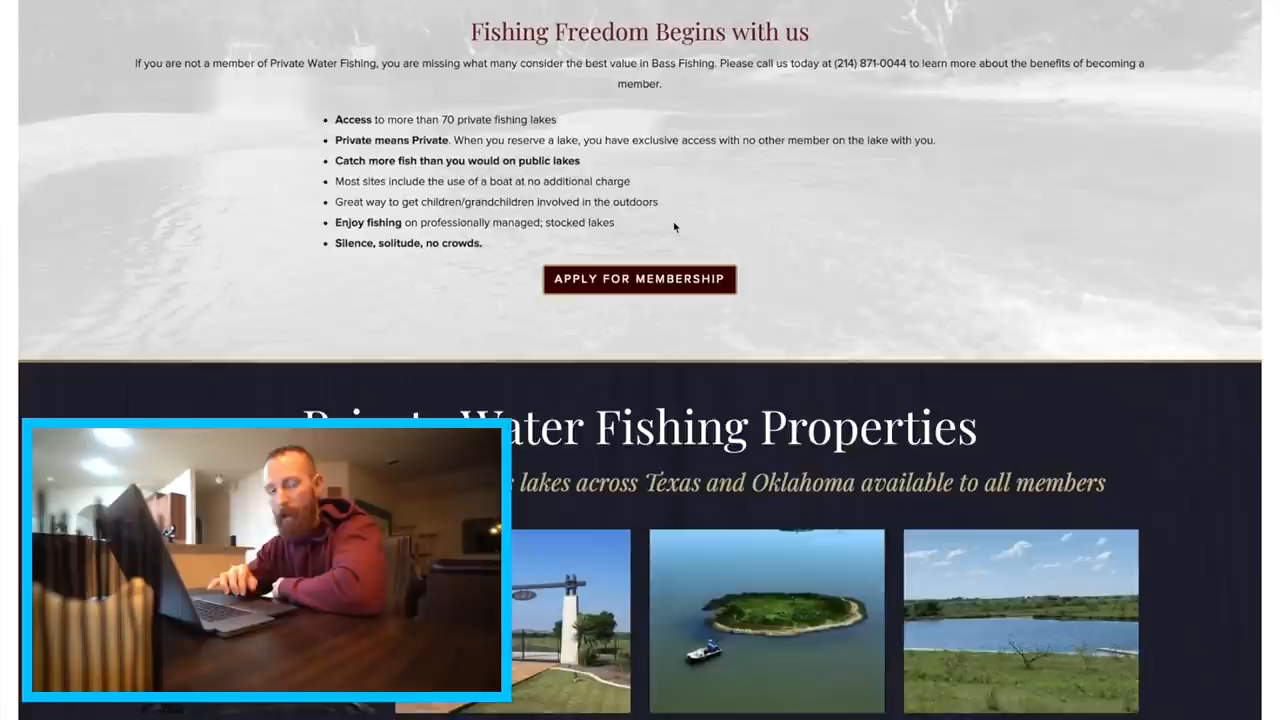 Fishing Freedom Begins with us
If you are not a member of Private Water Fishing, you are missing what many consider the best value in Bass Fishing. Please call us today at (214) 871-0044 to learn more about the benefits of becoming a
member.
Access to more than 70 private fishing lakes
Private means Private. When you reserve a lake, you have exclusive access with no other member on the lake with you.
Catch more fish than you would on public lakes
Most sites include the use of a boat at no additional charge
Great way to get children/grandchildren involved in the outdoors
Enjoy fishing on professionally managed; stocked lakes
Silence, solitude, no crowds.
APPLY FOR MEMBERSHIP
Private Water Fishing Properties
lakes across Texas and Oklahoma available to all members